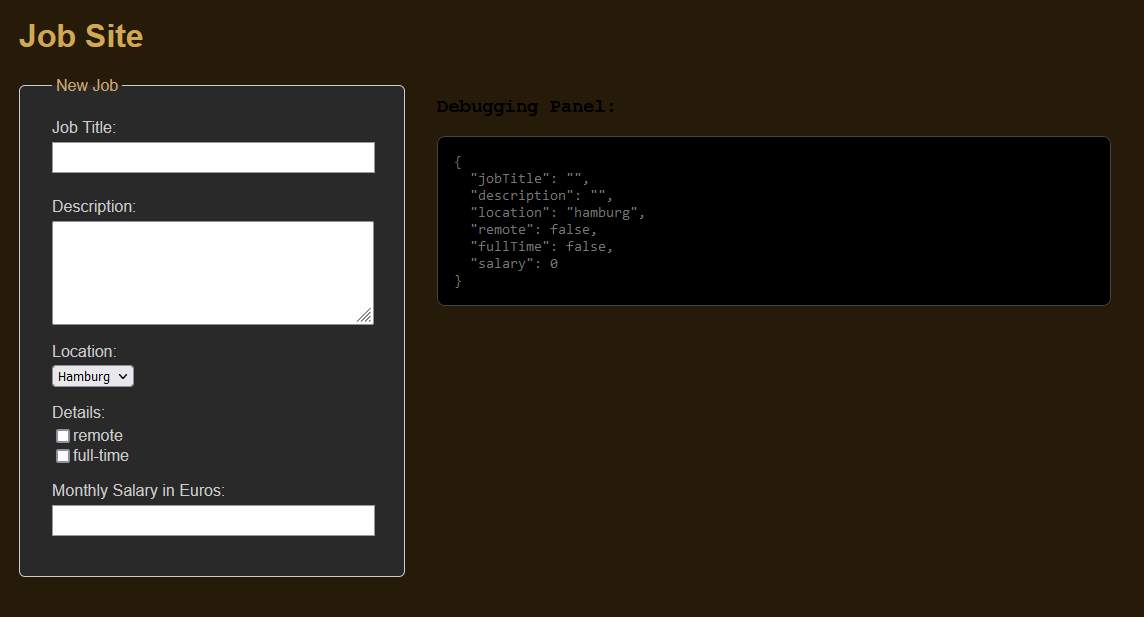 Job Site
New Job
Job Title:
Description:
Location:
Hamburg
Details:
remote
full-time
Monthly Salary in Euros:
Debugging Panel:
{
  "jobTitle": "",
  "description": "",
  "location": "hamburg",
  "remote": false,
  "fullTime": false,
  "salary": 0
}